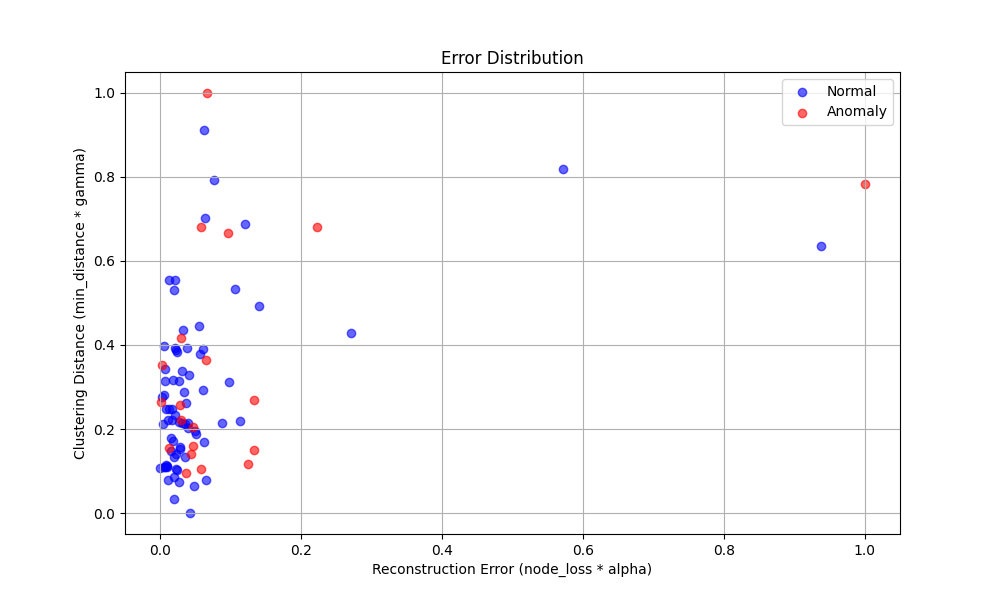 Error Distribution
Normal
Anomaly
1.0
0.8
0.6
0.4
0.2
0.0
Clustering Distance (min_distance * gamma)
0.0 0.2 0.4 0.6 0.8 1.0
Reconstruction Error (node_loss * alpha)